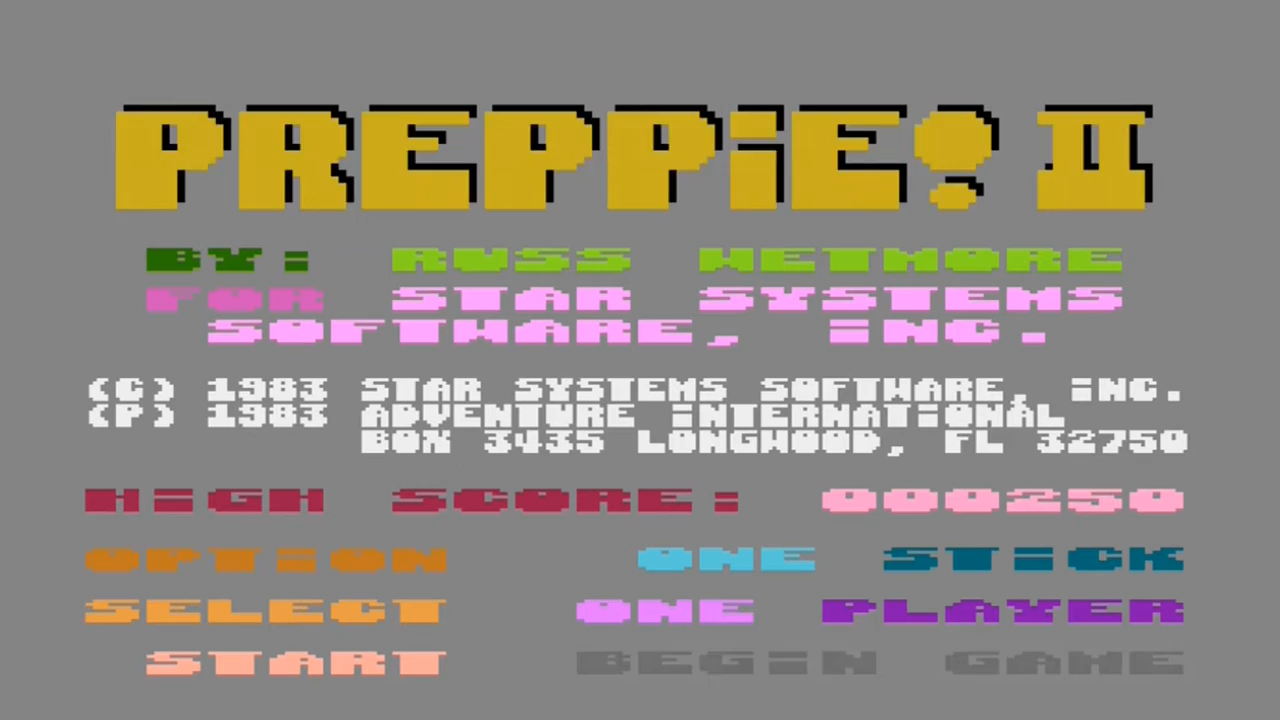 PREPPiE! II
BY: RUSS WETMORE
FOR STAR SYSTEMS
SOFTWARE, INC.
(C) 1983 STAR SYSTEMS SOFTWARE, INC.
(P) 1983 ADVENTURE INTERNATIONAL
BOX 3435 LONGWOOD, FL 32750
HIGH SCORE: 000250
OPTION ONE STICK
SELECT ONE PLAYER
START BEGIN GAME